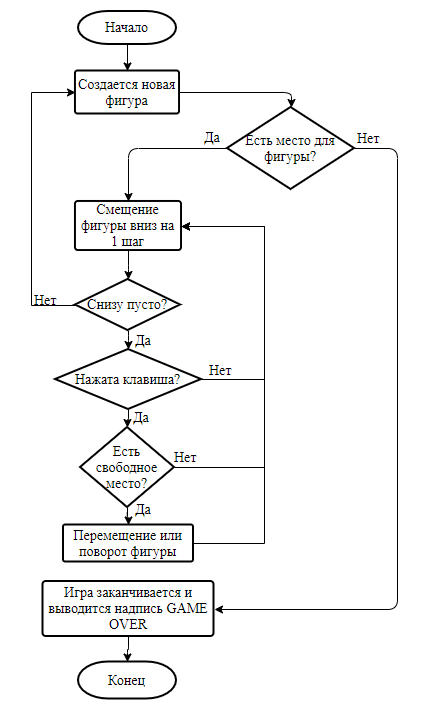 Начало
Создается новая
фигура
Есть место для
фигуры?
Да
Нет
Смещение
фигуры вниз на
1 шаг
Снизу пусто?
Нет
Да
Нажата клавиша?
Нет
Да
Есть
свободное
место?
Нет
Да
Перемещение или
поворот фигуры
Игра заканчивается и
выводится надпись GAME
OVER
Конец